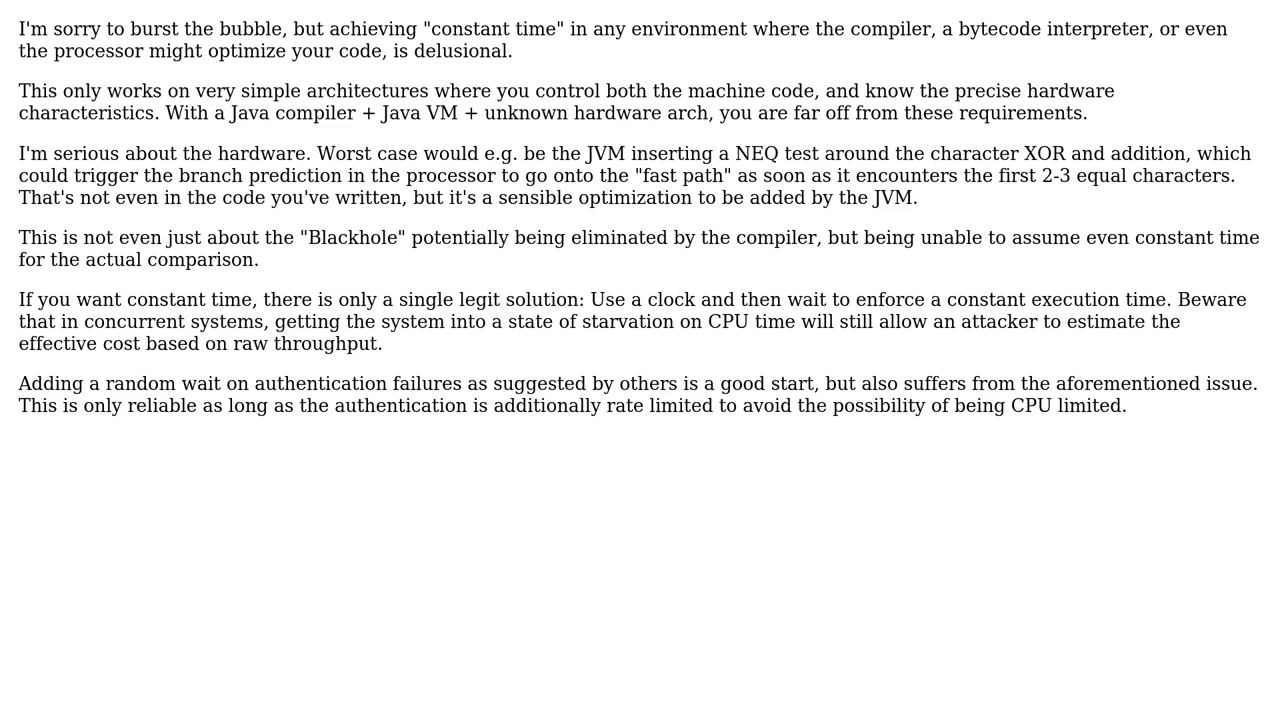 I'm sorry to burst the bubble, but achieving "constant time" in any environment where the compiler, a bytecode interpreter, or even
the processor might optimize your code, is delusional.
This only works on very simple architectures where you control both the machine code, and know the precise hardware
characteristics. With a Java compiler + Java VM + unknown hardware arch, you are far off from these requirements.
I'm serious about the hardware. Worst case would e.g. be the JVM inserting a NEQ test around the character XOR and addition, which
could trigger the branch prediction in the processor to go onto the "fast path" as soon as it encounters the first 2-3 equal characters.
That's not even in the code you've written, but it's a sensible optimization to be added by the JVM.
This is not even just about the "Blackhole" potentially being eliminated by the compiler, but being unable to assume even constant time
for the actual comparison.
If you want constant time, there is only a single legit solution: Use a clock and then wait to enforce a constant execution time. Beware
that in concurrent systems, getting the system into a state of starvation on CPU time will still allow an attacker to estimate the
effective cost based on raw throughput.
Adding a random wait on authentication failures as suggested by others is a good start, but also suffers from the aforementioned issue.
This is only reliable as long as the authentication is additionally rate limited to avoid the possibility of being CPU limited.